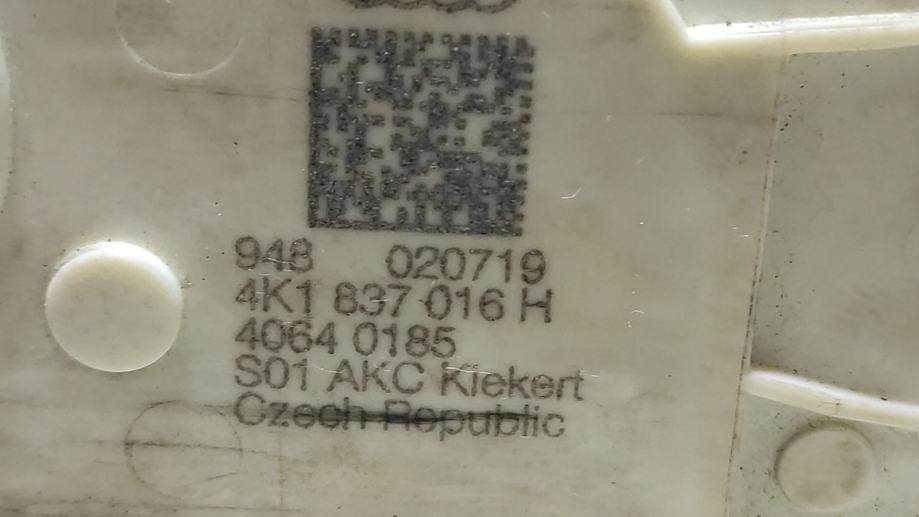 948 020719
4K1 837 016 H
4064 0185
S01 AKC Kiekert
Czech Republic